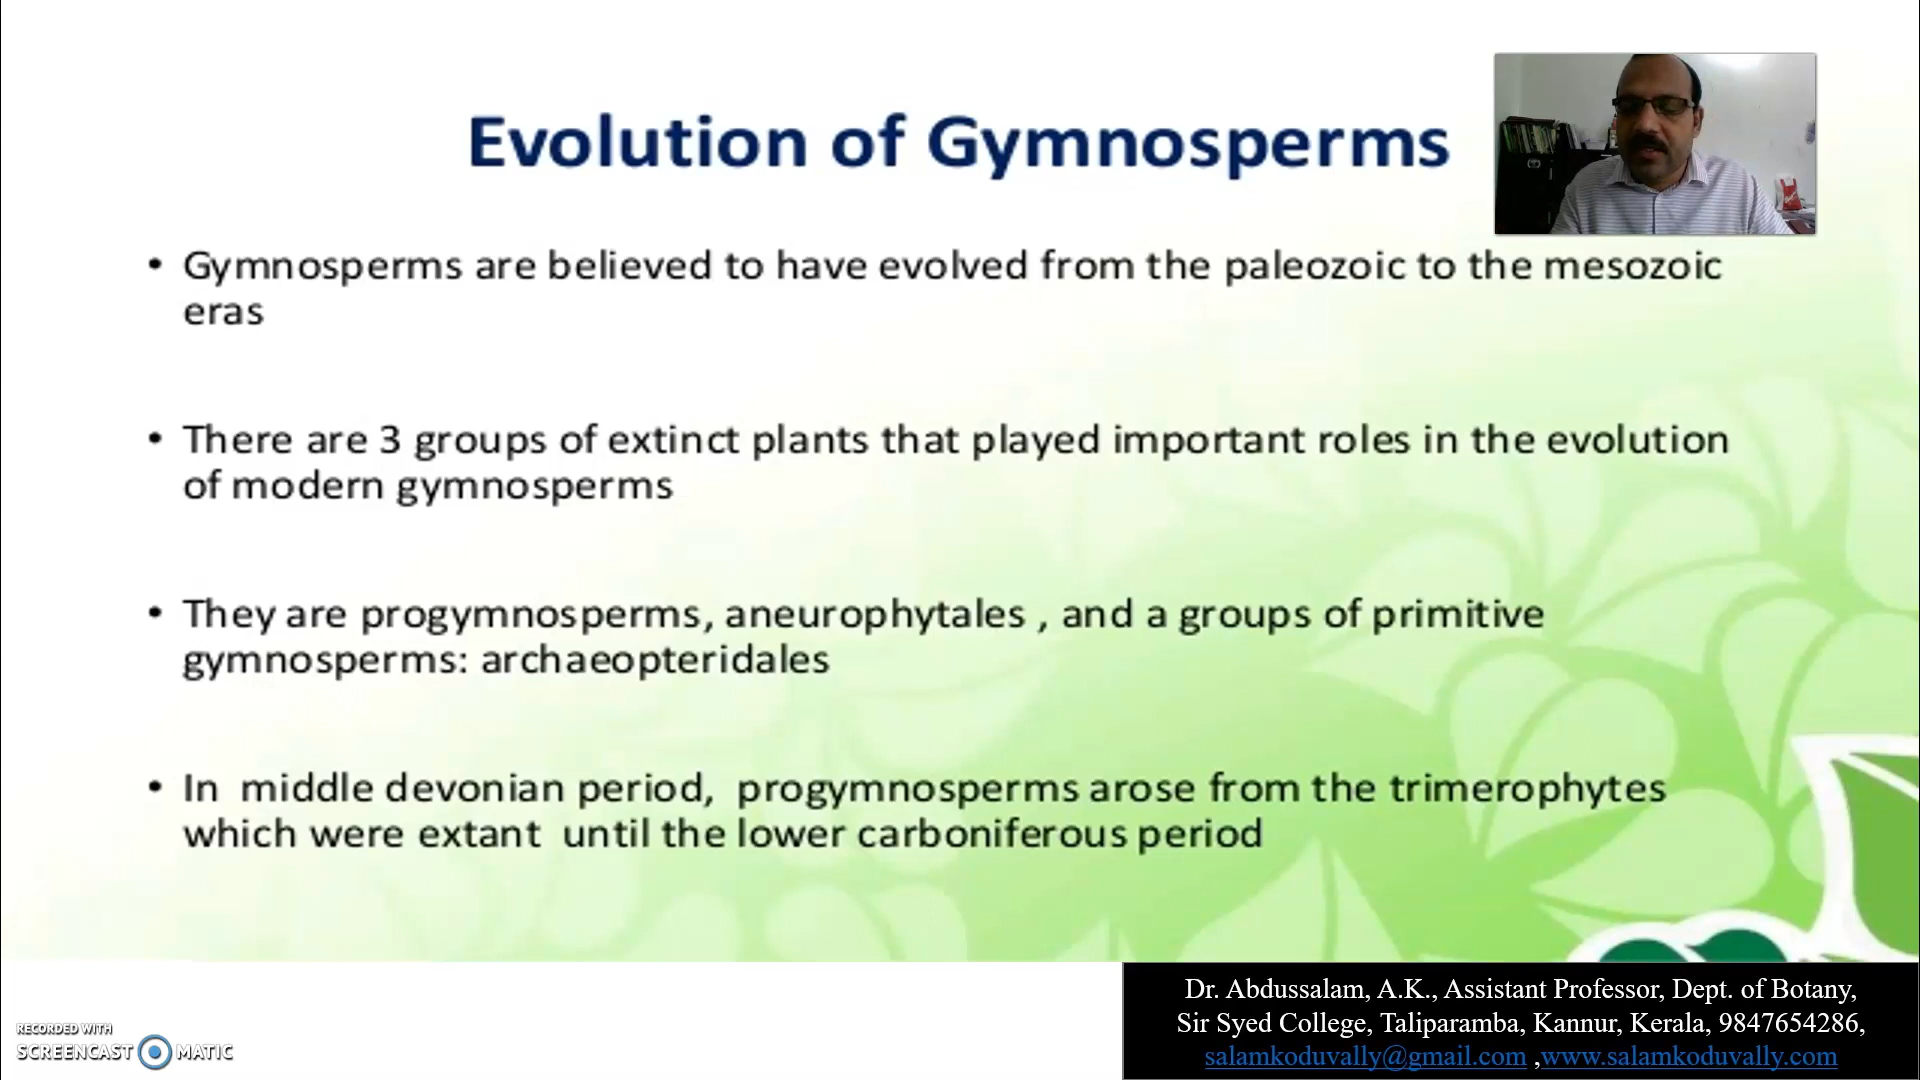 Evolution of Gymnosperms
• Gymnosperms are believed to have evolved from the paleozoic to the mesozoic
eras
• There are 3 groups of extinct plants that played important roles in the evolution
of modern gymnosperms
• They are progymnosperms, aneurophytales , and a groups of primitive
gymnosperms: archaeopteridales
• In middle devonian period, progymnosperms arose from the trimerophytes
which were extant until the lower carboniferous period
Dr. Abdussalam, A.K., Assistant Professor, Dept. of Botany,
Sir Syed College, Taliparamba, Kannur, Kerala, 9847654286,
salamkoduvally@gmail.com ,www.salamkoduvally.com
RECORDED WITH
SCREENCAST MATIC